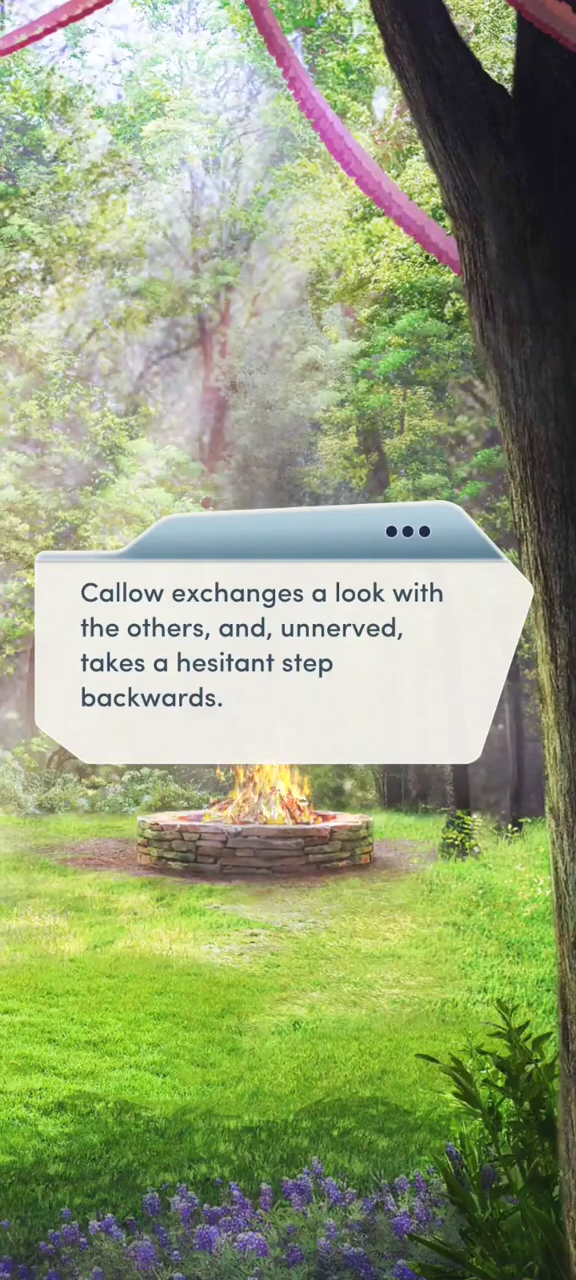 Callow exchanges a look with
the others, and, unnerved,
takes a hesitant step
backwards.